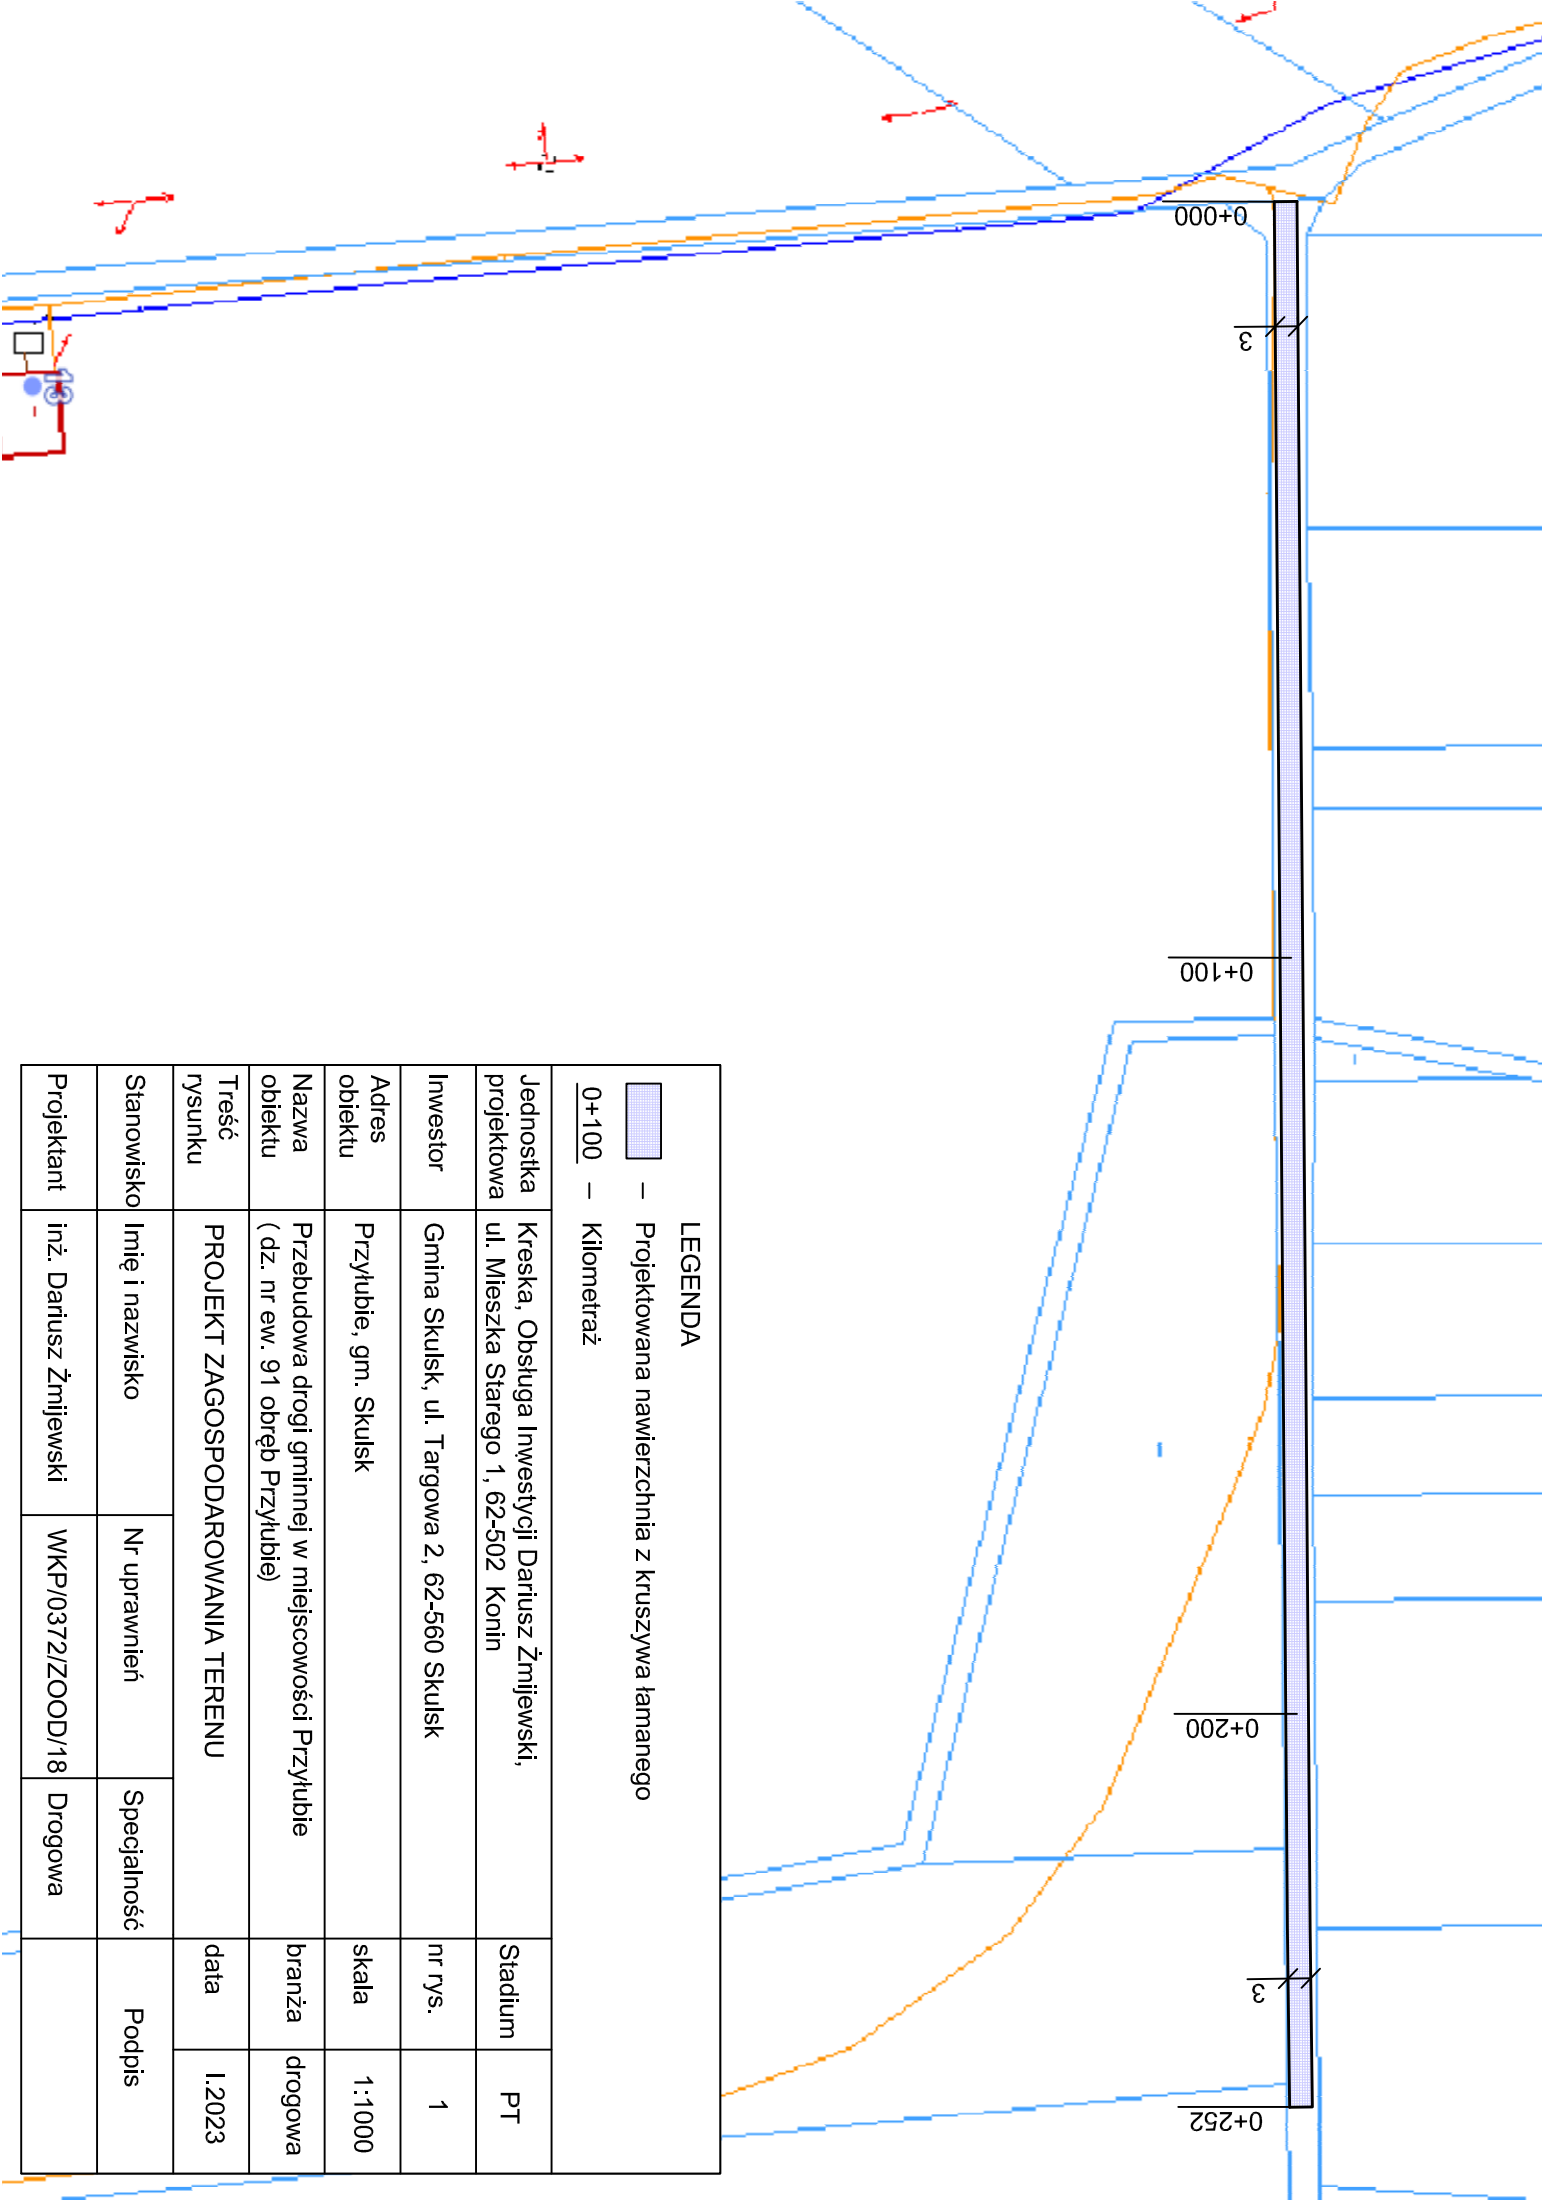 0+000
3
0+100
0+200
3
0+252
13
LEGENDA
– Projektowana nawierzchnia z kruszywa łamanego
0+100 – Kilometraż
Jednostka projektowa
Kreska, Obsługa Inwestycji Dariusz Żmijewski,
ul. Mieszka Starego 1, 62-502 Konin
Stadium
PT
Inwestor
Gmina Skulsk, ul. Targowa 2, 62-560 Skulsk
nr rys.
1
Adres
obiektu
Przyłubie, gm. Skulsk
skala
1:1000
Nazwa
obiektu
Przebudowa drogi gminnej w miejscowości Przyłubie
(dz. nr ew. 91 obręb Przyłubie)
branża
drogowa
Treść
rysunku
PROJEKT ZAGOSPODAROWANIA TERENU
data
I.2023
Stanowisko
Imię i nazwisko
Nr uprawnień
Specjalność
Podpis
Projektant
inż. Dariusz Żmijewski
WKP/0372/ZOOD/18
Drogowa